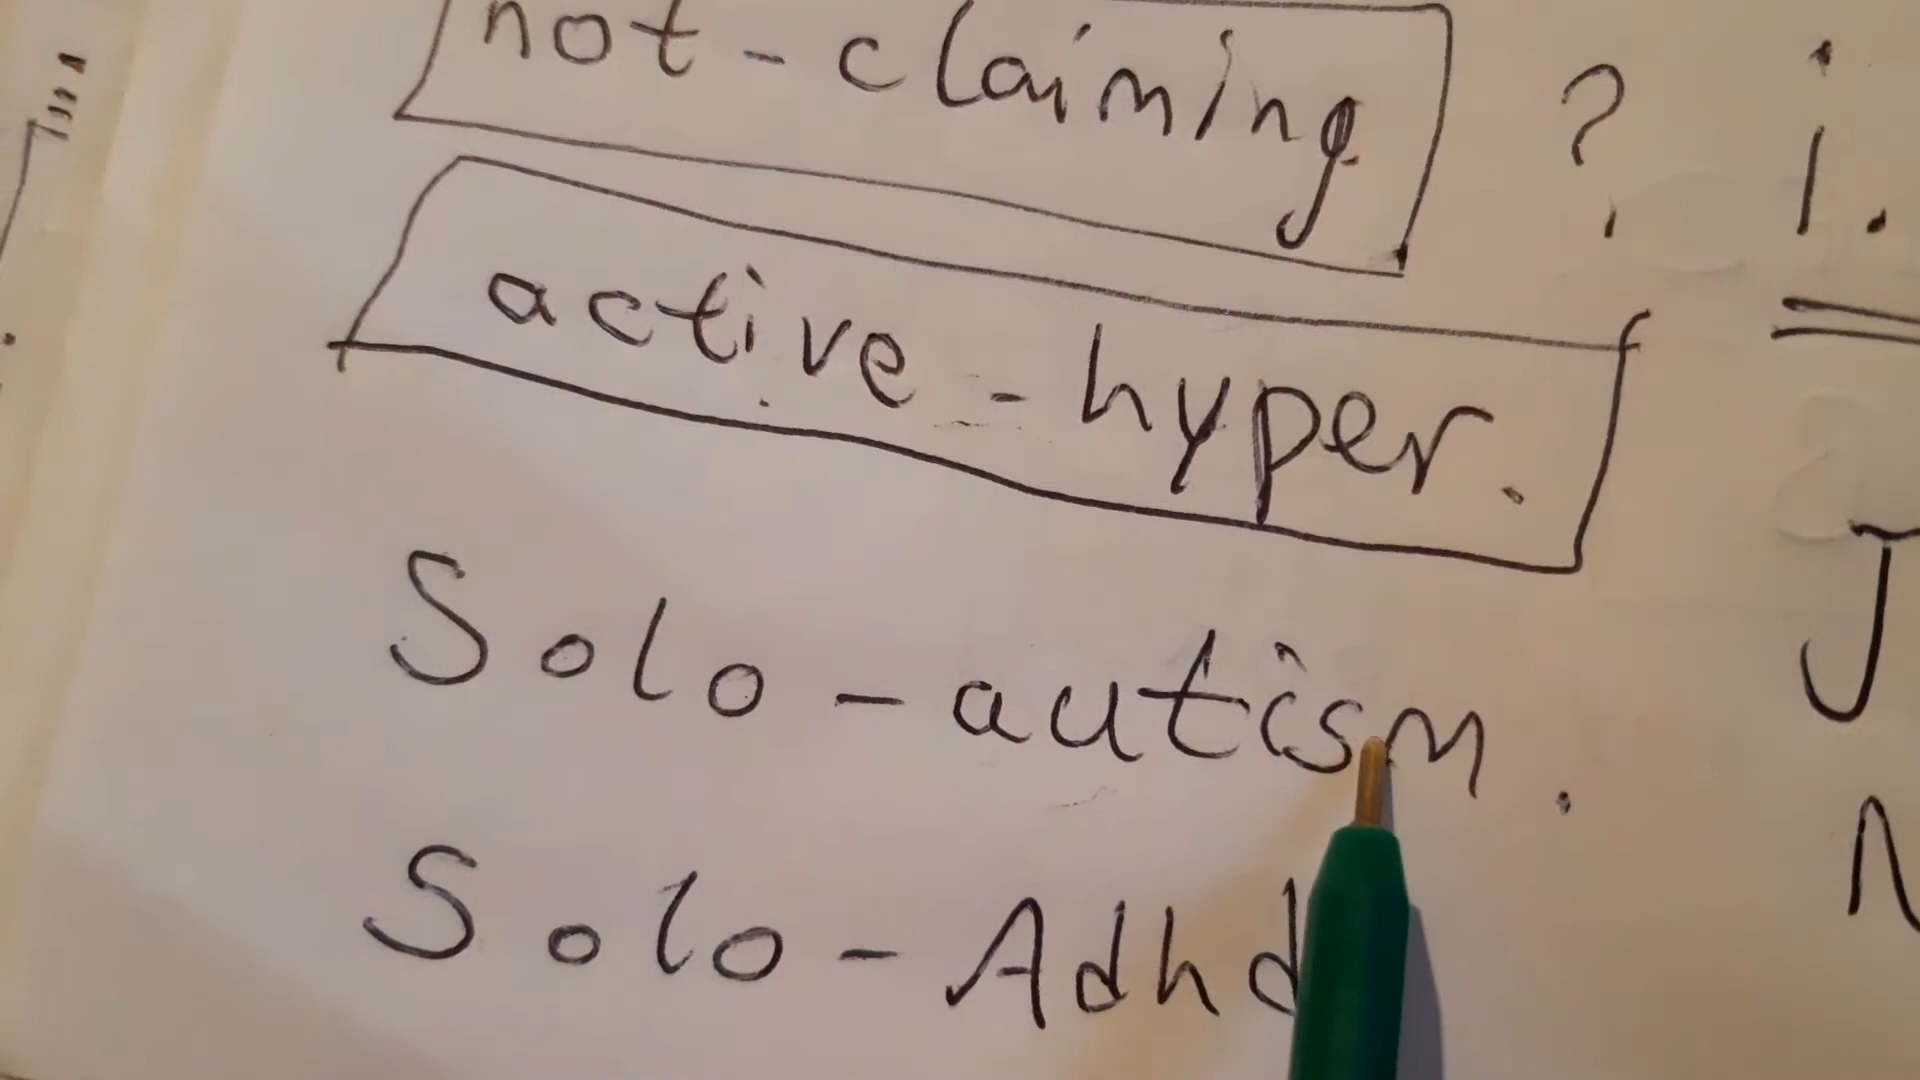 not-claiming ?
active-hyper.
Solo-autism.
Solo-Adhd